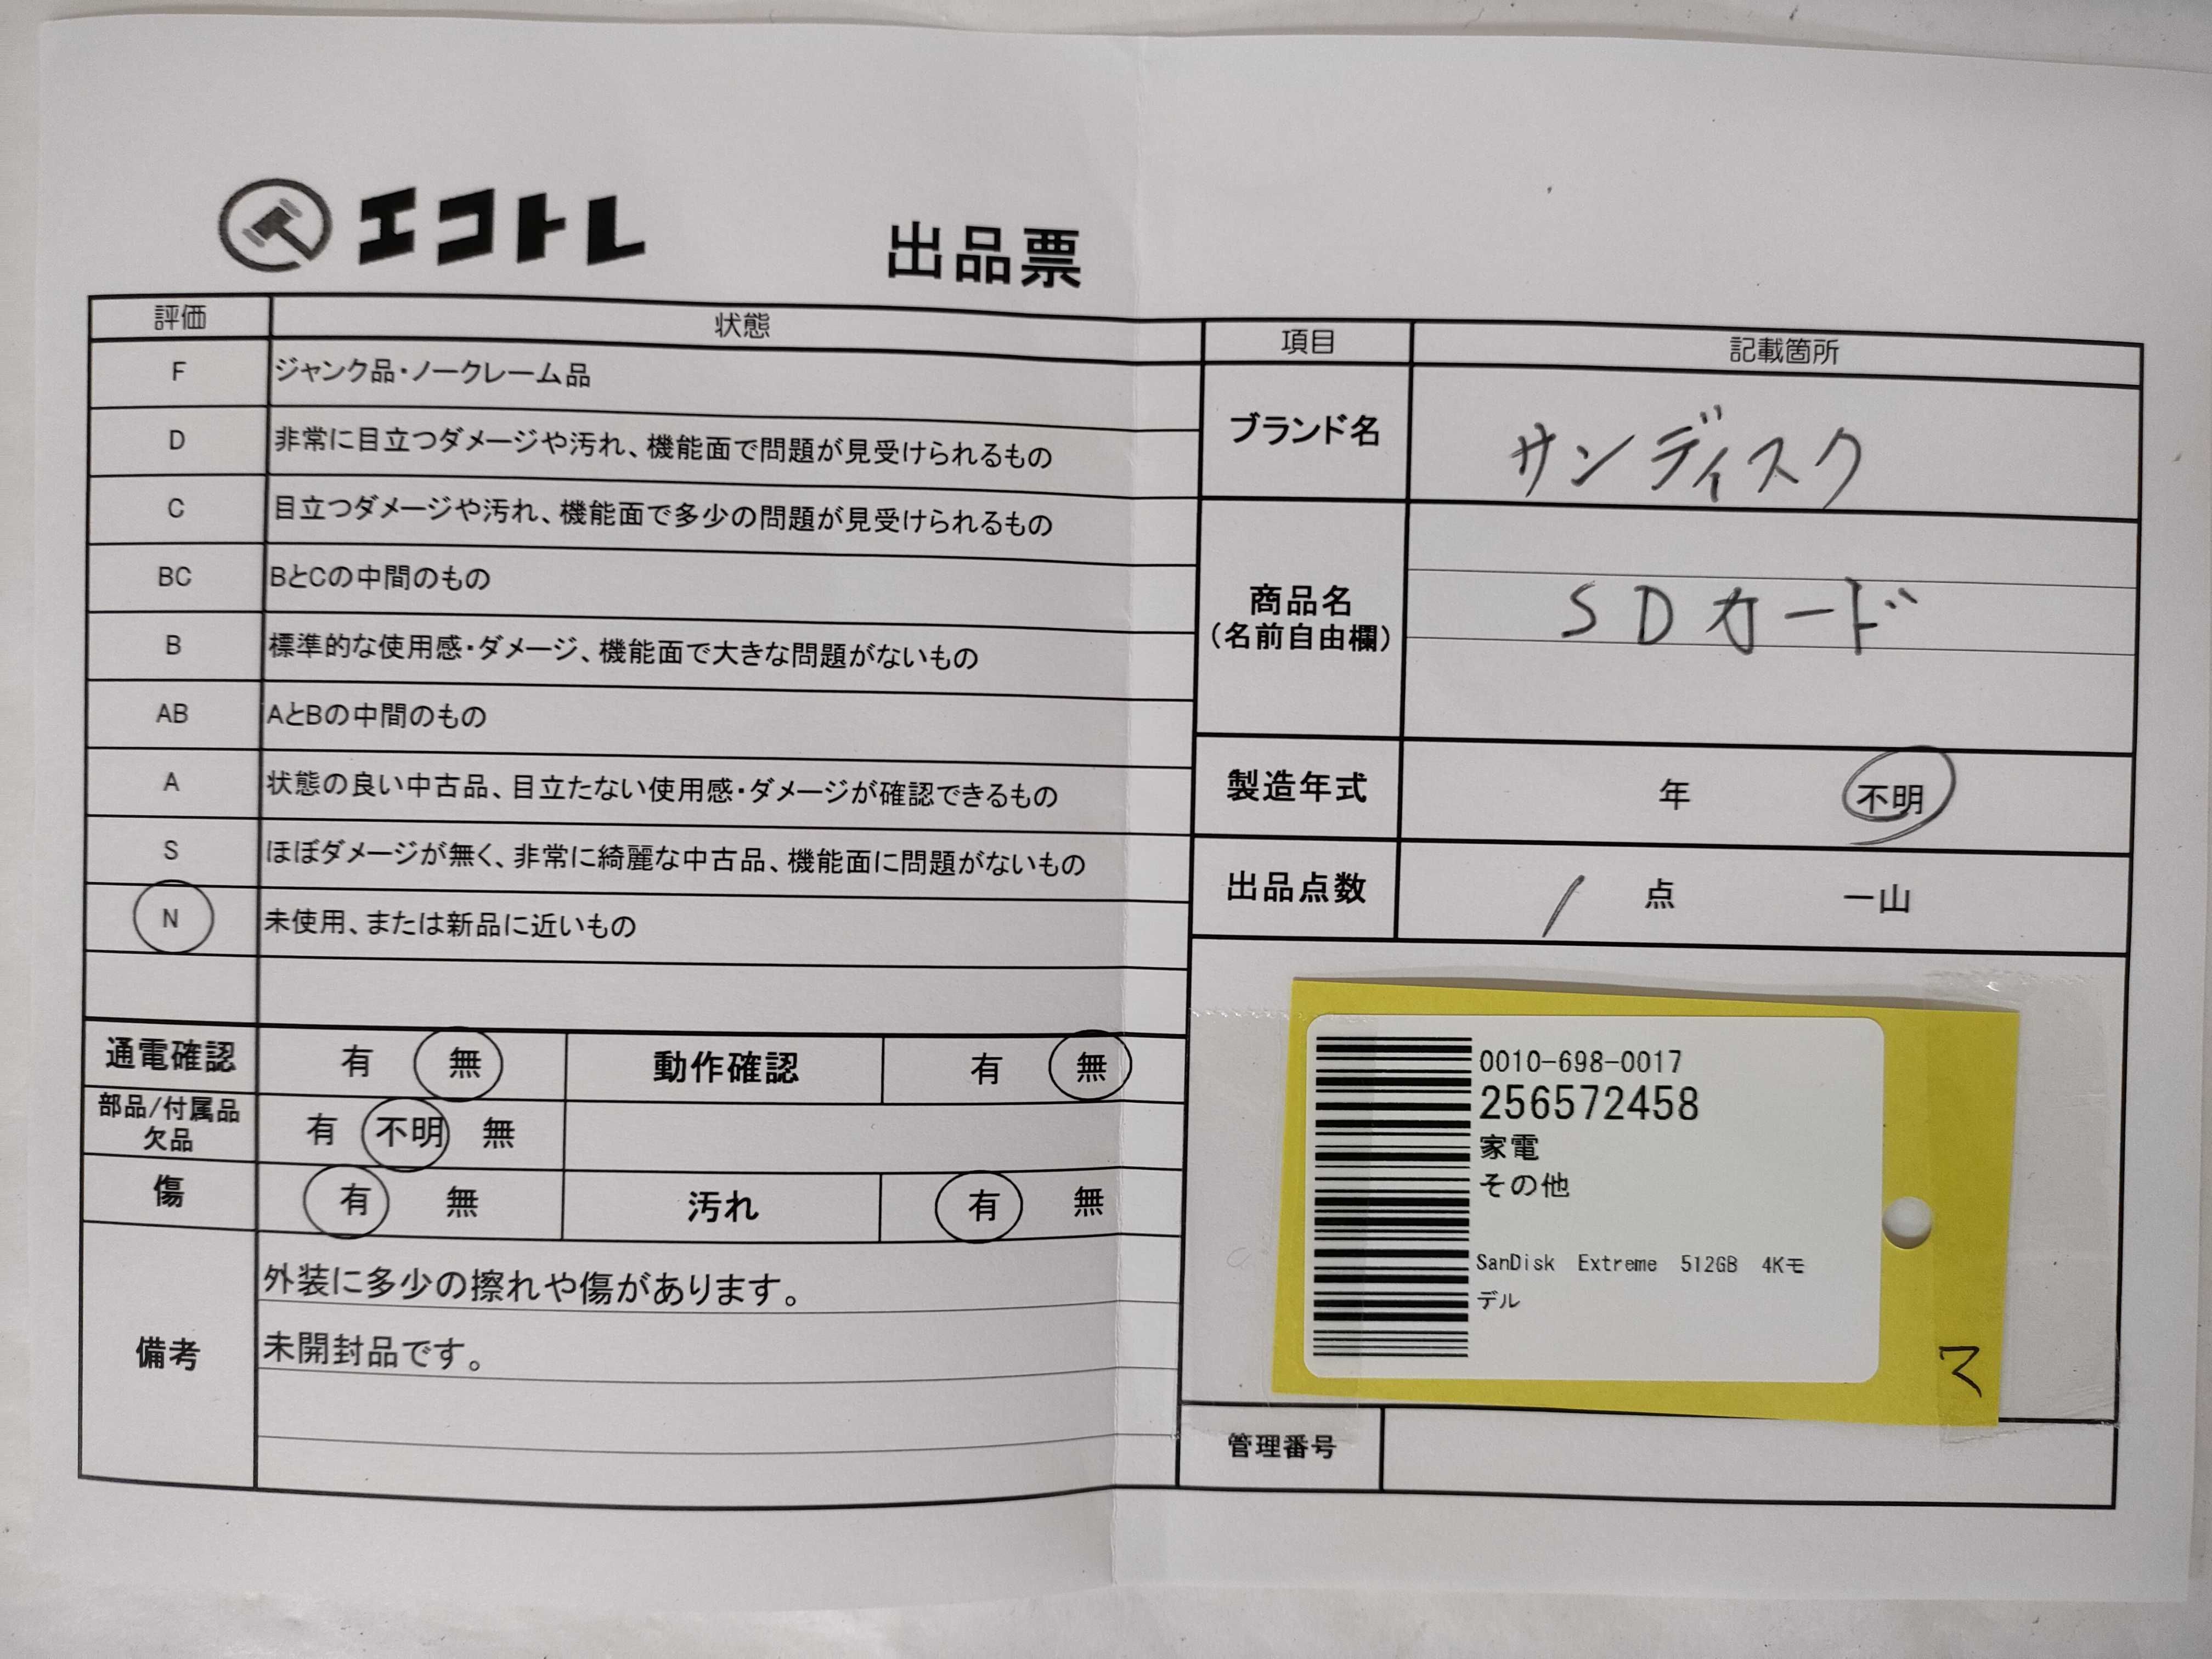 エコトレ
出品票
評価 状態
F ジャンク品・ノークレーム品
D 非常に目立つダメージや汚れ、機能面で問題が見受けられるもの
C 目立つダメージや汚れ、機能面で多少の問題が見受けられるもの
BC BとCの中間のもの
B 標準的な使用感・ダメージ、機能面で大きな問題がないもの
AB AとBの中間のもの
A 状態の良い中古品、目立たない使用感・ダメージが確認できるもの
S ほぼダメージが無く、非常に綺麗な中古品、機能面に問題がないもの
N 未使用、または新品に近いもの
通電確認 有 無 動作確認 有 無
部品/付属品
欠品
有 不明 無
傷 有 無 汚れ 有 無
備考
外装に多少の擦れや傷があります。
未開封品です。
項目 記載箇所
ブランド名 サンディスク
商品名
(名前自由欄)
SDカード
製造年式 年 不明
出品点数 1 点 一山
0010-698-0017
256572458
家電
その他
SanDisk Extreme 512GB 4Kモ
デル
マ
管理番号